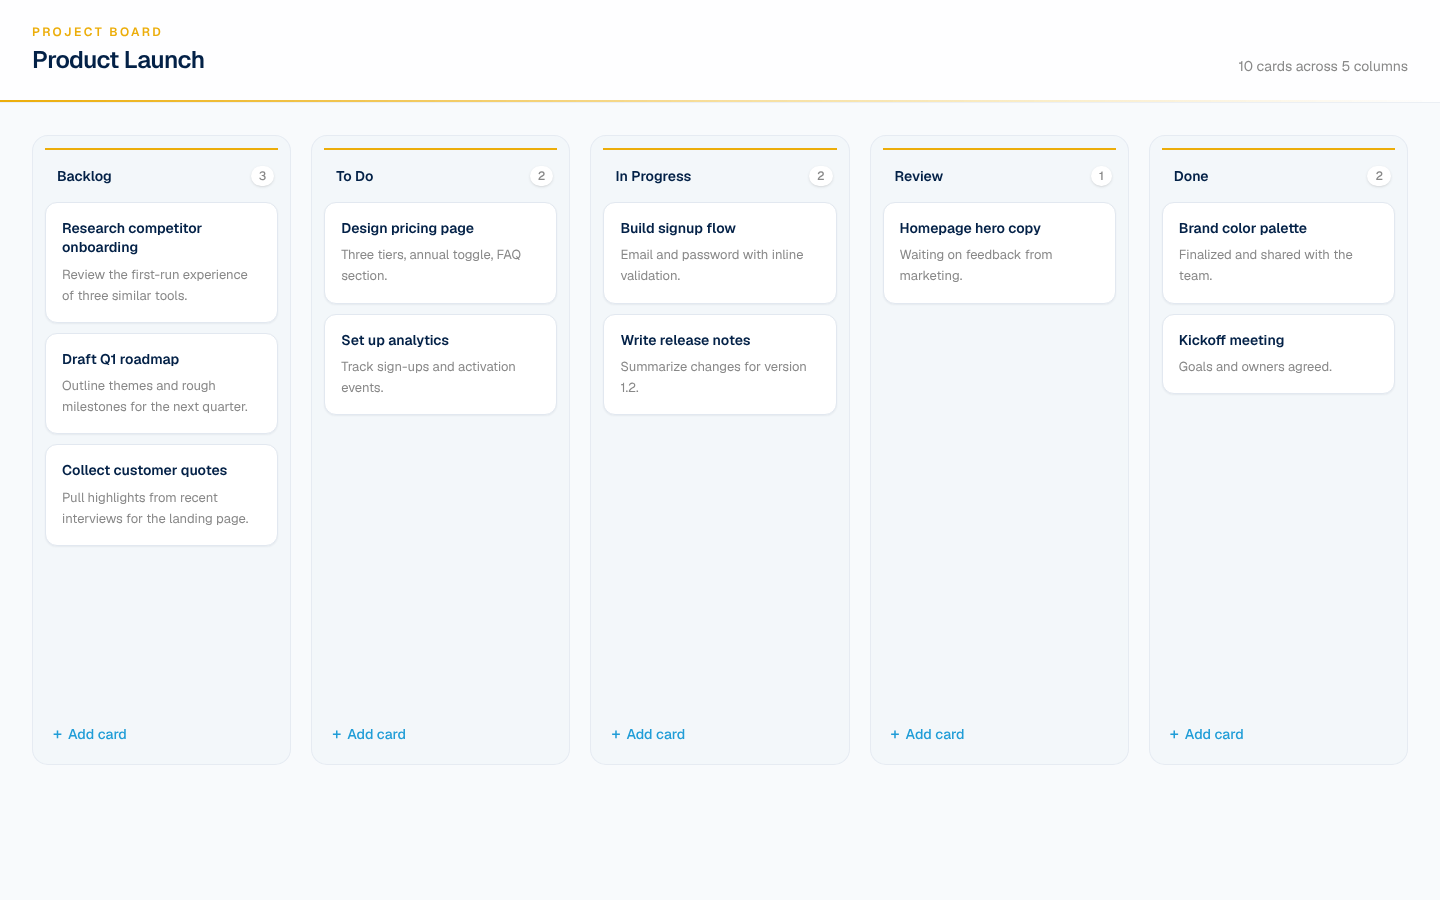 PROJECT BOARD
Product Launch
10 cards across 5 columns
Backlog 3
Research competitor
onboarding
Review the first-run experience
of three similar tools.
Draft Q1 roadmap
Outline themes and rough
milestones for the next quarter.
Collect customer quotes
Pull highlights from recent
interviews for the landing page.
+ Add card
To Do 2
Design pricing page
Three tiers, annual toggle, FAQ
section.
Set up analytics
Track sign-ups and activation
events.
+ Add card
In Progress 2
Build signup flow
Email and password with inline
validation.
Write release notes
Summarize changes for version
1.2.
+ Add card
Review 1
Homepage hero copy
Waiting on feedback from
marketing.
+ Add card
Done 2
Brand color palette
Finalized and shared with the
team.
Kickoff meeting
Goals and owners agreed.
+ Add card